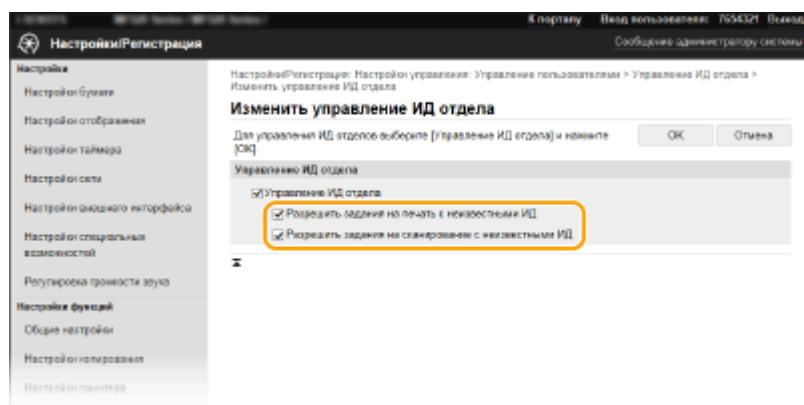 К порталу Вход пользователем: 7654321 Выход
Настройки/Регистрация
Сообщение администратору системы
Настройка
Настройки бумаги
Настройки отображения
Настройки таймера
Настройки сети
Настройки внешнего интерфейса
Настройки специальных
возможностей
Регулировка громкости звука
Настройки функций
Общие настройки
Настройки копирования
Настройки принтера
Настройки/Регистрация: Настройки управления: Управление пользователями > Управление ИД отдела >
Изменить управление ИД отдела
Изменить управление ИД отдела
Для управления ИД отделов выберите [Управление ИД отдела] и нажмите
[OK].
OK Отмена
Управление ИД отдела
Управление ИД отдела
Разрешить задания на печать с неизвестными ИД
Разрешить задания на сканирование с неизвестными ИД